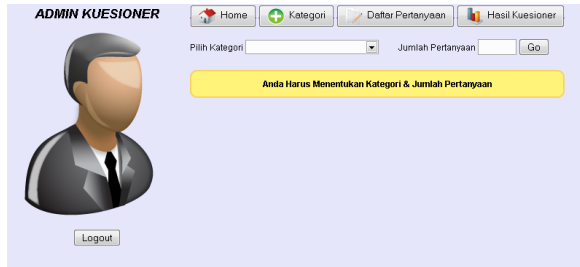 ADMIN KUESIONER
Home Kategori Daftar Pertanyaan Hasil Kuesioner
Pilih Kategori Jumlah Pertanyaan Go
Anda Harus Menentukan Kategori & Jumlah Pertanyaan
Logout